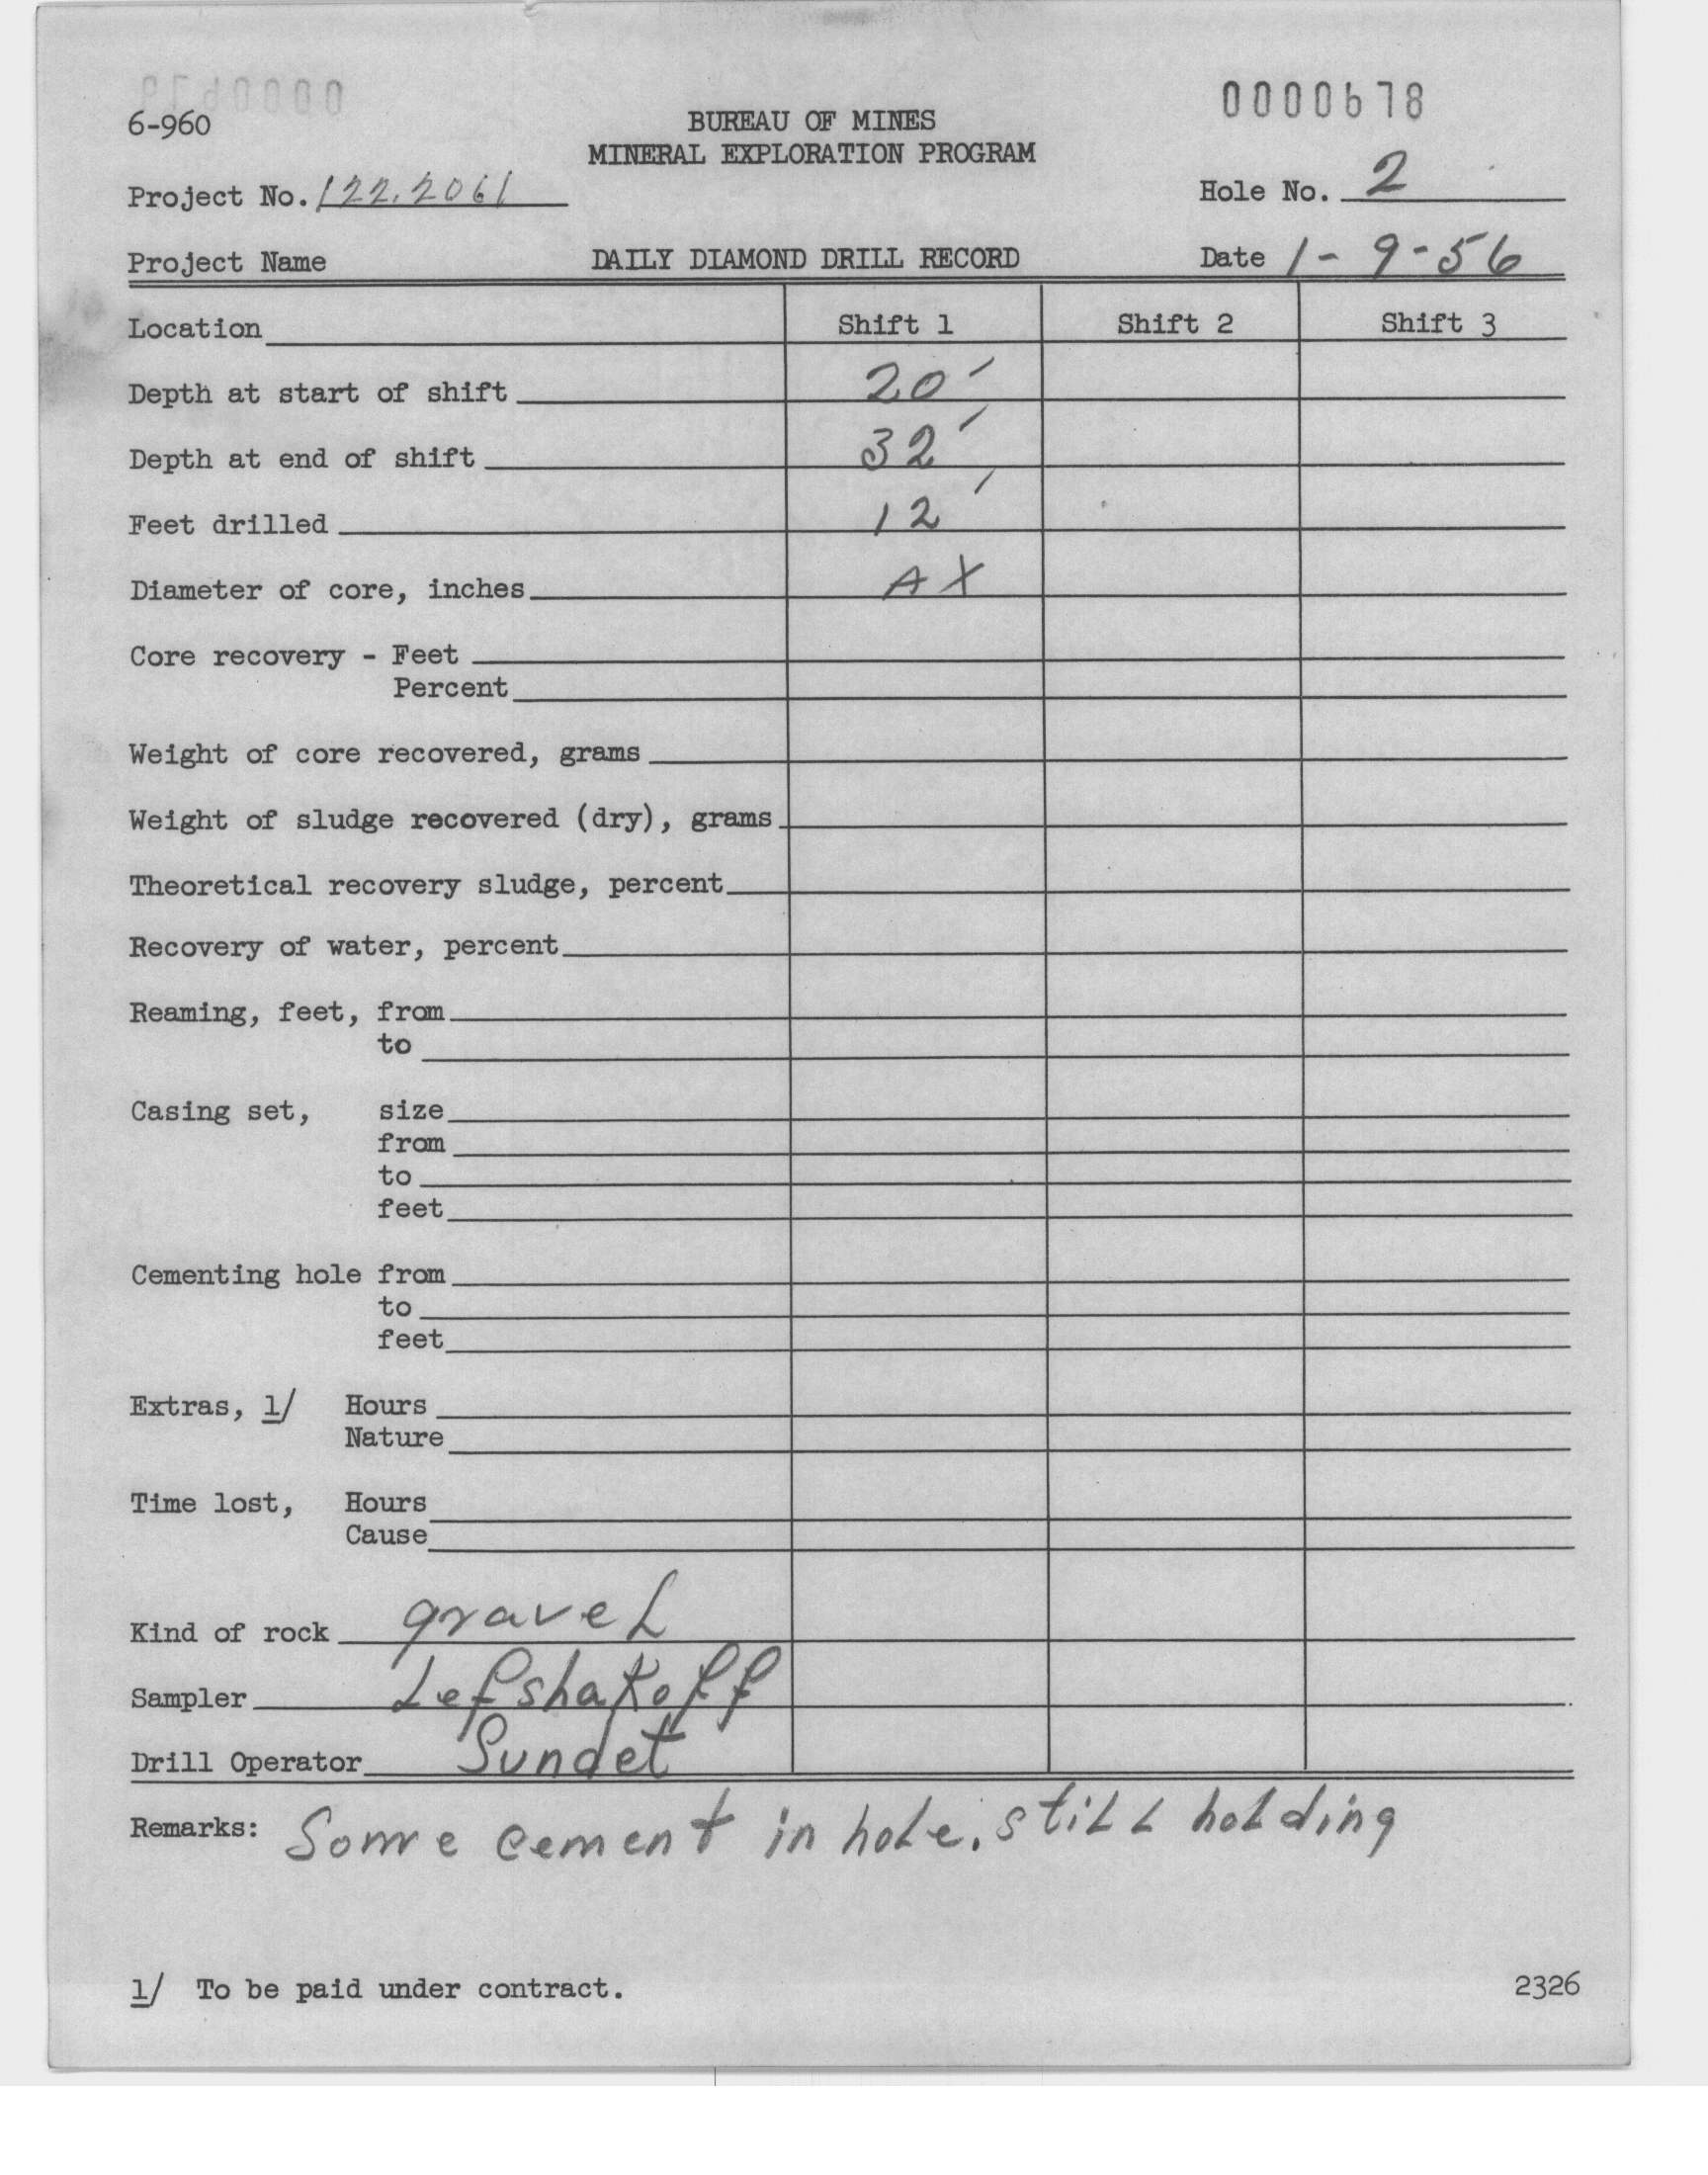 0000678
6-960
BUREAU OF MINES
MINERAL EXPLORATION PROGRAM
Project No. 122.2061
Hole No. 2
Project Name
DAILY DIAMOND DRILL RECORD
Date 1-9-56
Location Shift 1 Shift 2 Shift 3
Depth at start of shift 20'
Depth at end of shift 32'
Feet drilled 12'
Diameter of core, inches AX
Core recovery - Feet
Percent
Weight of core recovered, grams
Weight of sludge recovered (dry), grams
Theoretical recovery sludge, percent
Recovery of water, percent
Reaming, feet, from
to
Casing set, size
from
to
feet
Cementing hole from
to
feet
Extras, 1/ Hours
Nature
Time lost, Hours
Cause
Kind of rock gravel
Sampler Lefshakoff
Drill Operator Sundet
Remarks: Some cement in hole. still holding
1/ To be paid under contract.
2326